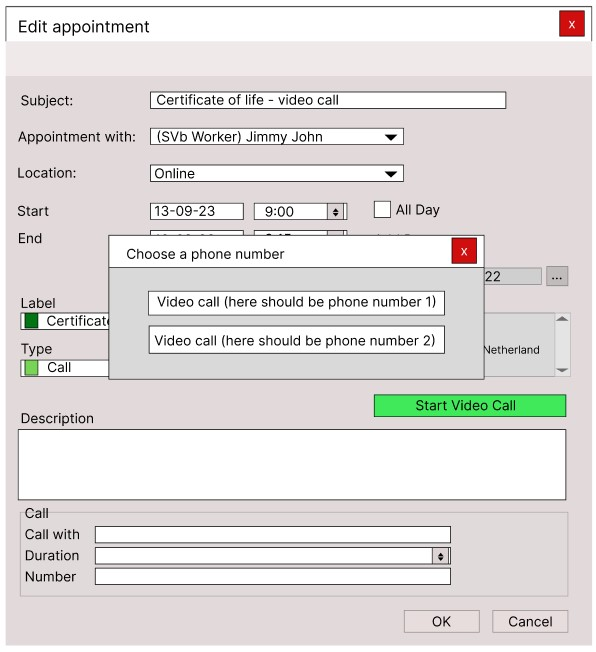 Edit appointment
x
Subject:
Certificate of life - video call
Appointment with:
(SVb Worker) Jimmy John
Location:
Online
Start
13-09-23
9:00
All Day
End
Choose a phone number
x
Video call (here should be phone number 1)
Video call (here should be phone number 2)
22
...
Label
Certificate
Type
Call
Netherland
Start Video Call
Description
Call
Call with
Duration
Number
OK
Cancel